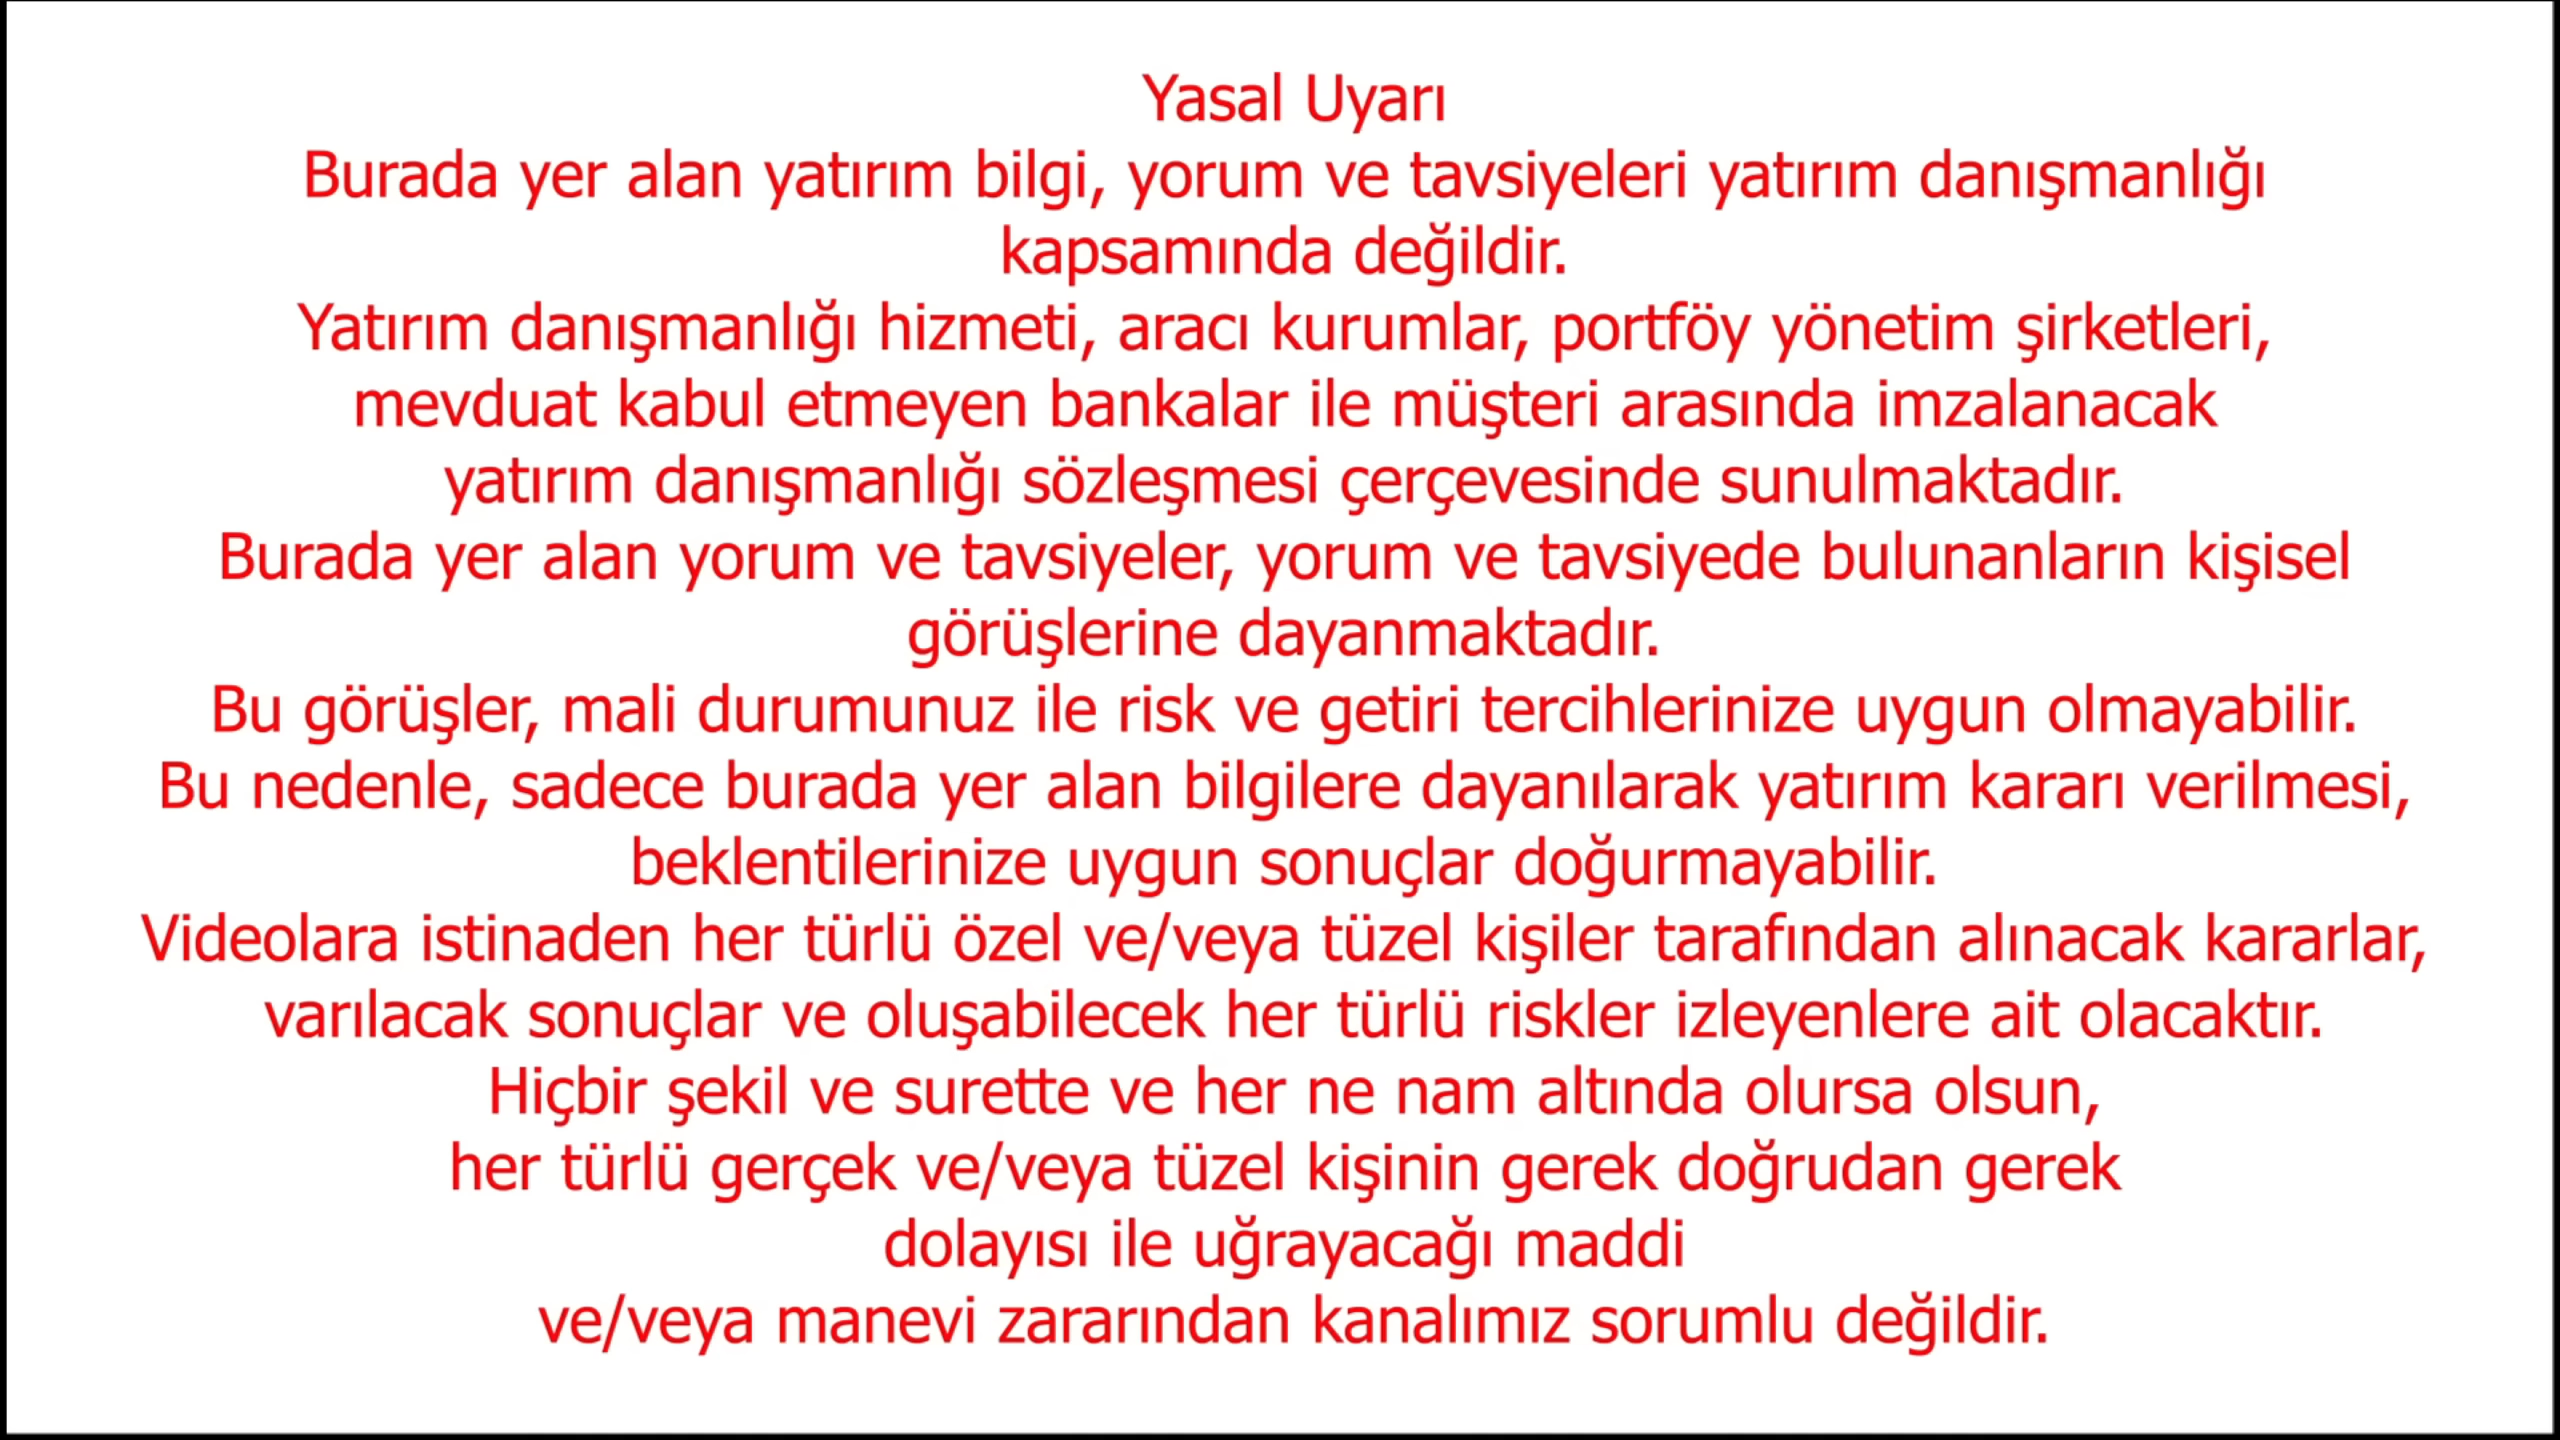 Yasal Uyarı
Burada yer alan yatırım bilgi, yorum ve tavsiyeleri yatırım danışmanlığı
kapsamında değildir.
Yatırım danışmanlığı hizmeti, aracı kurumlar, portföy yönetim şirketleri,
mevduat kabul etmeyen bankalar ile müşteri arasında imzalanacak
yatırım danışmanlığı sözleşmesi çerçevesinde sunulmaktadır.
Burada yer alan yorum ve tavsiyeler, yorum ve tavsiyede bulunanların kişisel
görüşlerine dayanmaktadır.
Bu görüşler, mali durumunuz ile risk ve getiri tercihlerinize uygun olmayabilir.
Bu nedenle, sadece burada yer alan bilgilere dayanılarak yatırım kararı verilmesi,
beklentilerinize uygun sonuçlar doğurmayabilir.
Videolara istinaden her türlü özel ve/veya tüzel kişiler tarafından alınacak kararlar,
varılacak sonuçlar ve oluşabilecek her türlü riskler izleyenlere ait olacaktır.
Hiçbir şekil ve surette ve her ne nam altında olursa olsun,
her türlü gerçek ve/veya tüzel kişinin gerek doğrudan gerek
dolayısı ile uğrayacağı maddi
ve/veya manevi zararından kanalımız sorumlu değildir.